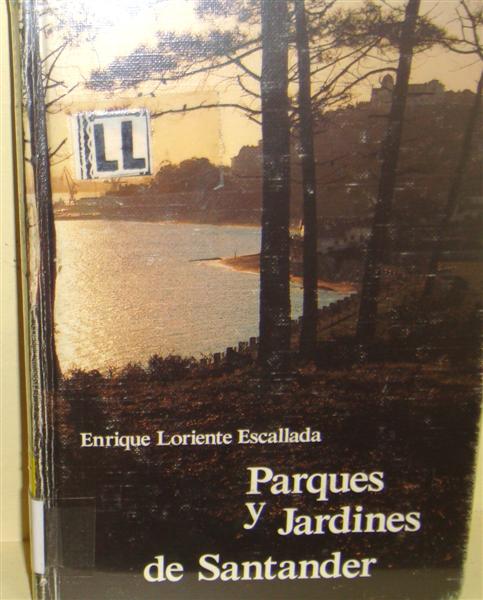 LL
Enrique Loriente Escallada
Parques
y Jardines
de Santander